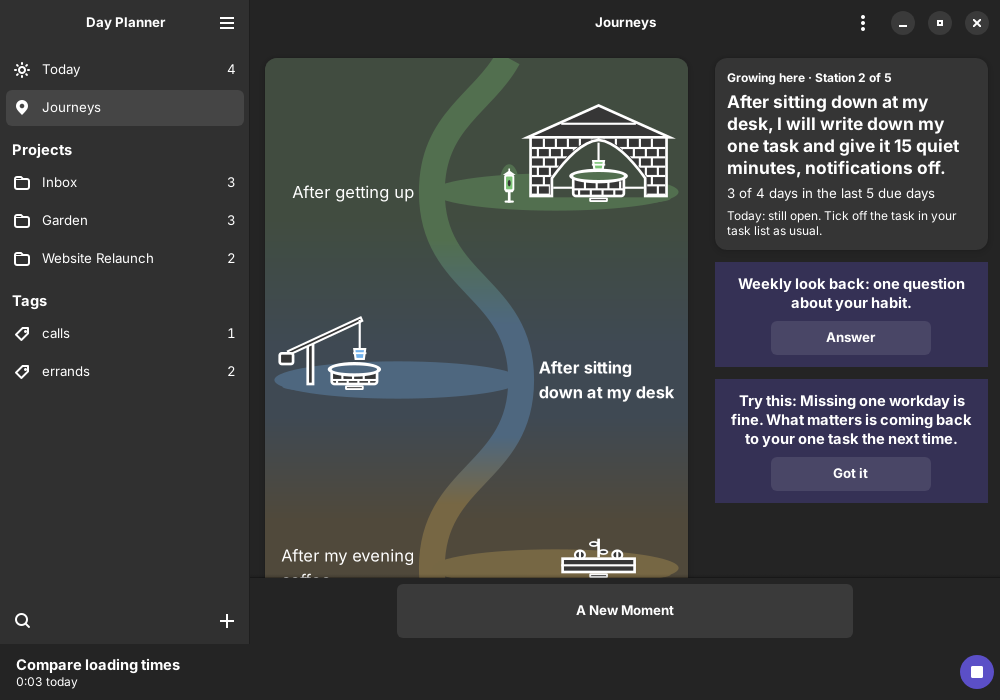 Day Planner
Today 4
Journeys
Projects
Inbox 3
Garden 3
Website Relaunch 2
Tags
calls 1
errands 2
Journeys
After getting up
After sitting
down at my desk
After my evening
Growing here · Station 2 of 5
After sitting down at my
desk, I will write down my
one task and give it 15 quiet
minutes, notifications off.
3 of 4 days in the last 5 due days
Today: still open. Tick off the task in your
task list as usual.
Weekly look back: one question
about your habit.
Answer
Try this: Missing one workday is
fine. What matters is coming back
to your one task the next time.
Got it
A New Moment
Compare loading times
0:03 today